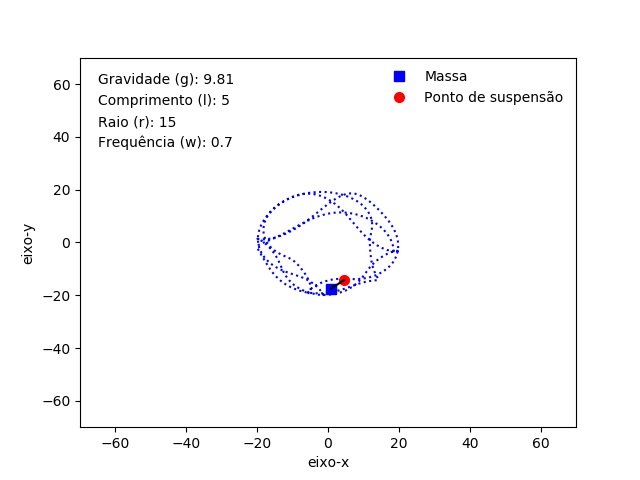 Gravidade (g): 9.81
Comprimento (l): 5
Raio (r): 15
Frequência (w): 0.7
Massa
Ponto de suspensão
60
40
20
0
−20
−40
−60
eixo-y
−60
−40
−20
0
20
40
60
eixo-x